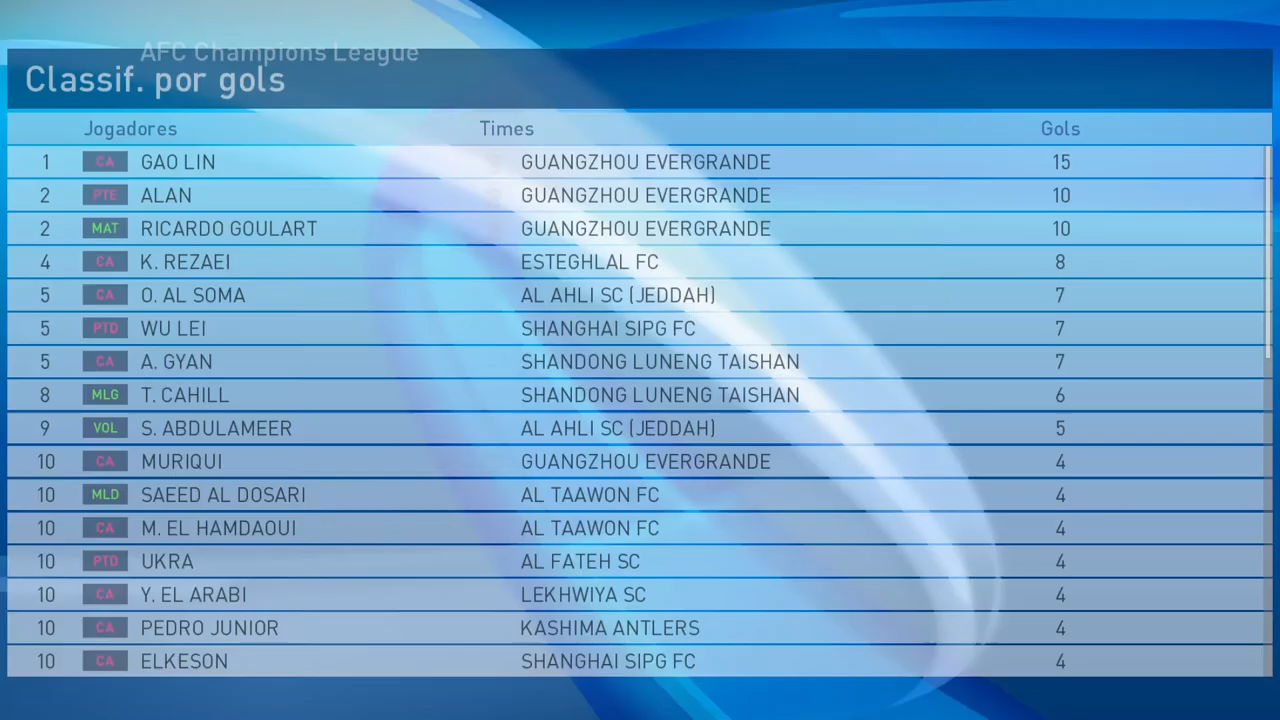 AFC Champions League
Classif. por gols
Jogadores Times Gols
1 CA GAO LIN GUANGZHOU EVERGRANDE 15
2 PTE ALAN GUANGZHOU EVERGRANDE 10
2 MAT RICARDO GOULART GUANGZHOU EVERGRANDE 10
4 CA K. REZAEI ESTEGHLAL FC 8
5 CA O. AL SOMA AL AHLI SC (JEDDAH) 7
5 PTD WU LEI SHANGHAI SIPG FC 7
5 CA A. GYAN SHANDONG LUNENG TAISHAN 7
8 MLG T. CAHILL SHANDONG LUNENG TAISHAN 6
9 VOL S. ABDULAMEER AL AHLI SC (JEDDAH) 5
10 CA MURIQUI GUANGZHOU EVERGRANDE 4
10 MLD SAEED AL DOSARI AL TAAWON FC 4
10 CA M. EL HAMDAOUI AL TAAWON FC 4
10 PTD UKRA AL FATEH SC 4
10 CA Y. EL ARABI LEKHWIYA SC 4
10 CA PEDRO JUNIOR KASHIMA ANTLERS 4
10 CA ELKESON SHANGHAI SIPG FC 4